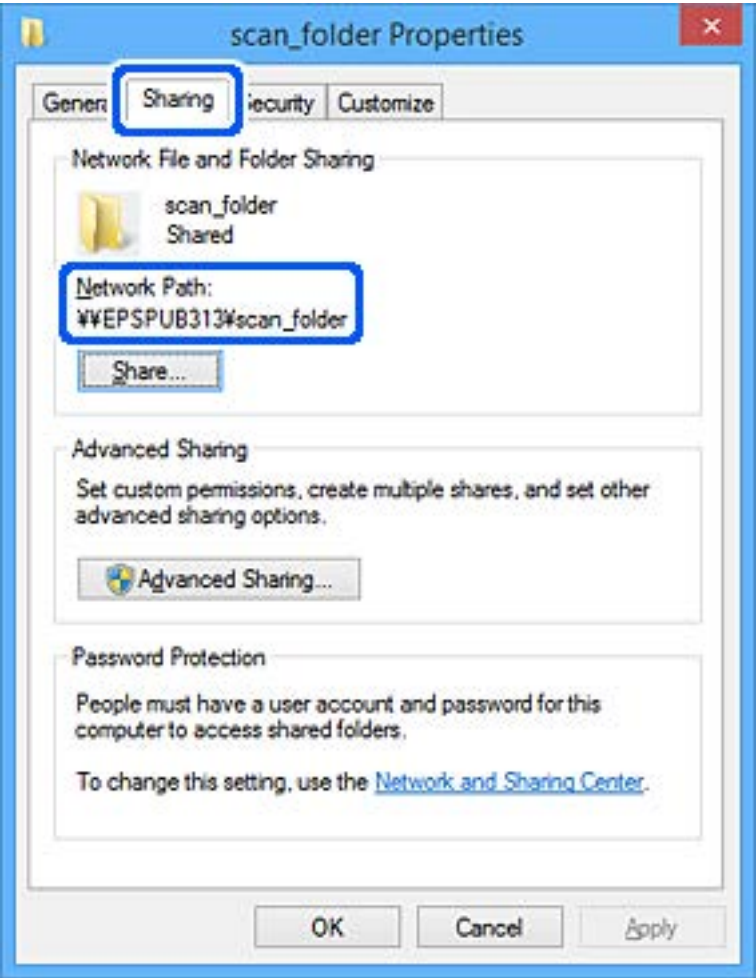 scan_folder Properties
General Sharing Security Customize
Network File and Folder Sharing
scan_folder
Shared
Network Path:
¥¥EPSPUB313¥scan_folder
Share...
Advanced Sharing
Set custom permissions, create multiple shares, and set other
advanced sharing options.
Advanced Sharing...
Password Protection
People must have a user account and password for this
computer to access shared folders.
To change this setting, use the Network and Sharing Center.
OK Cancel Apply